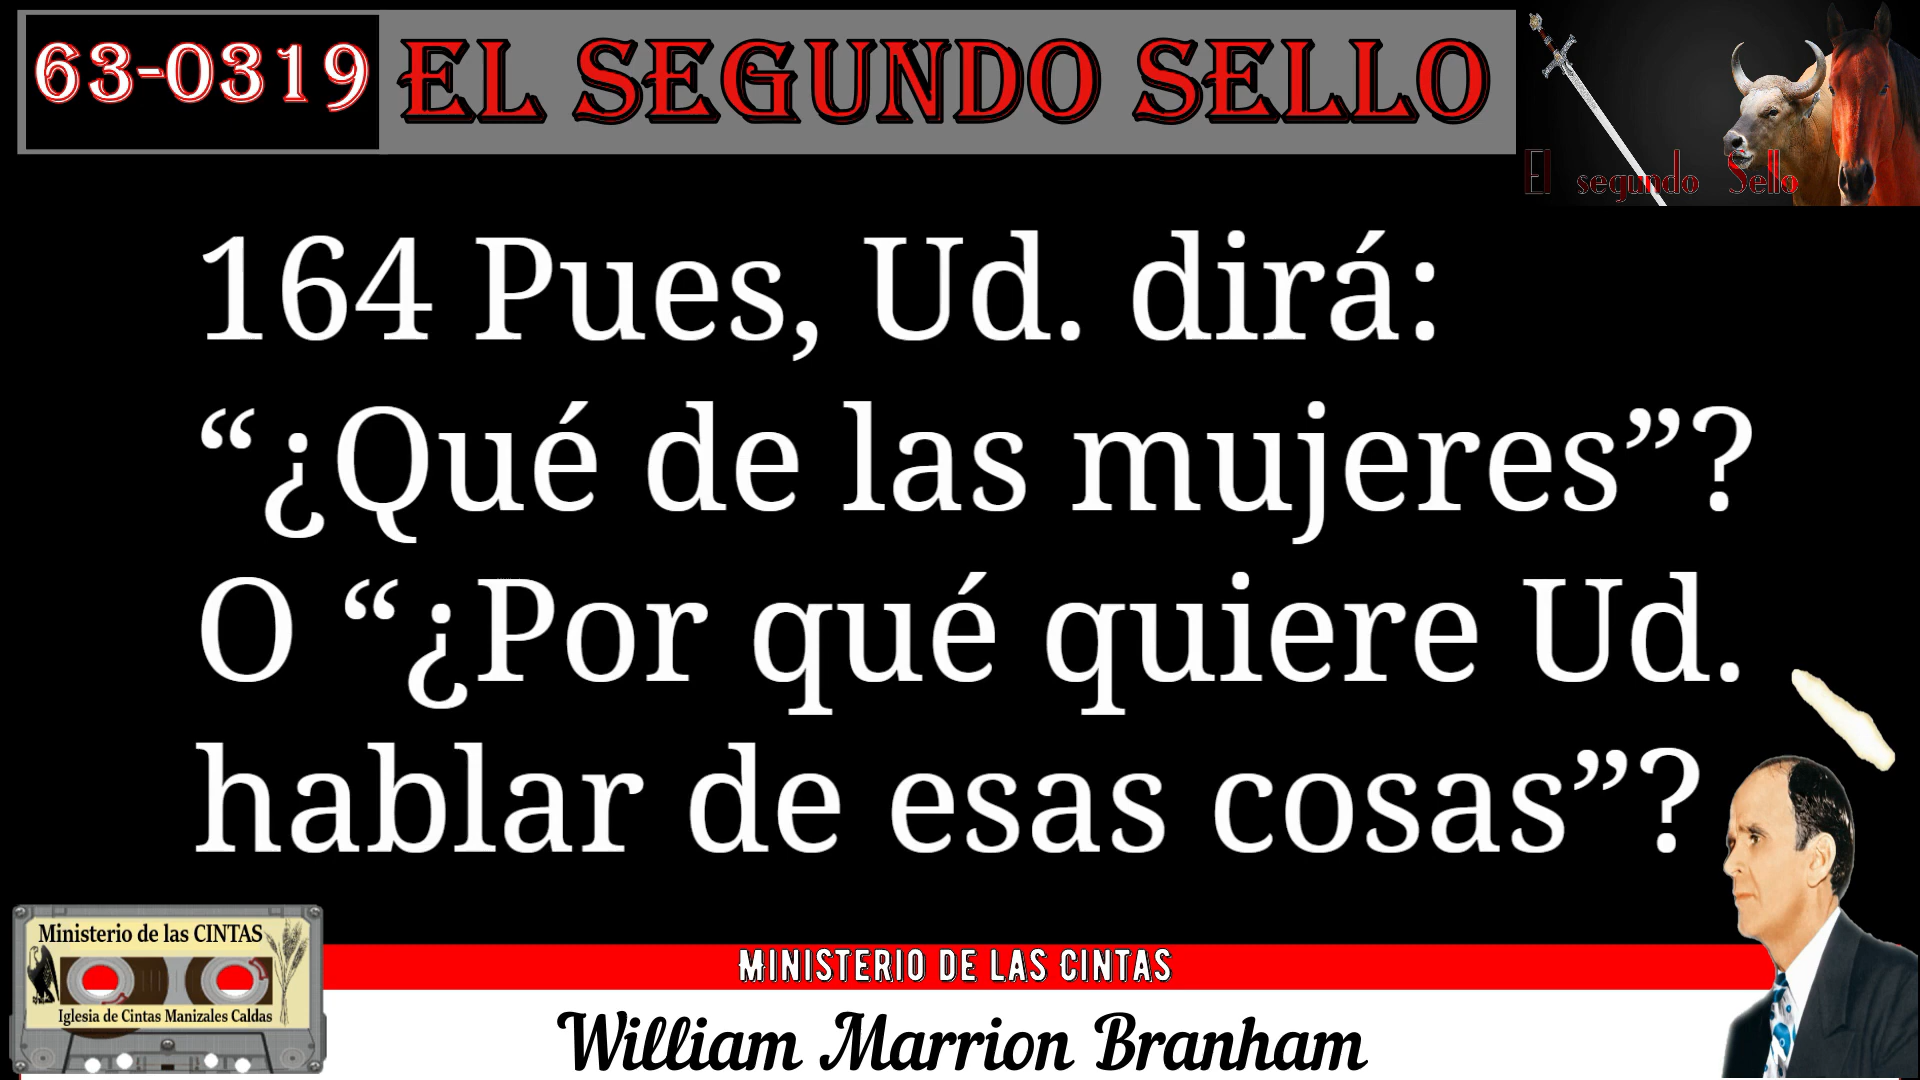 63-0319
EL SEGUNDO SELLO
El segundo Sello
164 Pues, Ud. dirá:
“¿Qué de las mujeres”?
O “¿Por qué quiere Ud.
hablar de esas cosas”?
Ministerio de las CINTAS
Iglesia de Cintas Manizales Caldas
MINISTERIO DE LAS CINTAS
William Marrion Branham